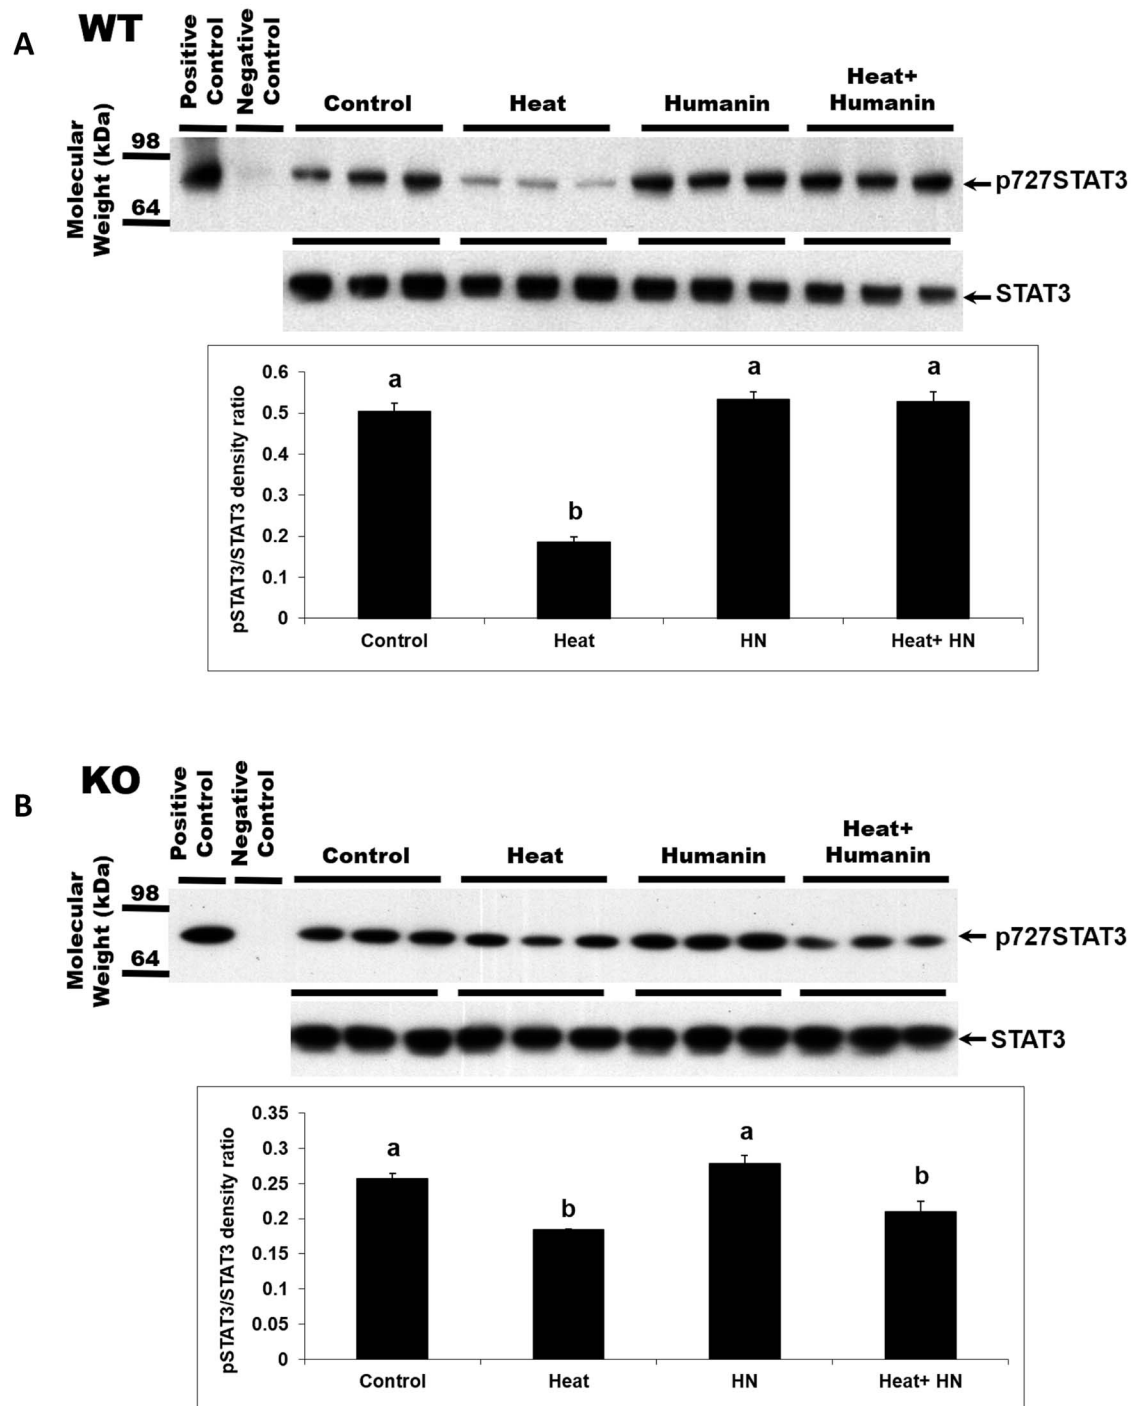 A
WT
Positive
Control
Negative
Control
Control
Heat
Humanin
Heat+
Humanin
Molecular
Weight (kDa)
98
64
p727STAT3
STAT3
pSTAT3/STAT3 density ratio
0.6
0.5
0.4
0.3
0.2
0.1
0
a
b
a
a
Control
Heat
HN
Heat+ HN
B
KO
Positive
Control
Negative
Control
Control
Heat
Humanin
Heat+
Humanin
Molecular
Weight (kDa)
98
64
p727STAT3
STAT3
pSTAT3/STAT3 density ratio
0.35
0.3
0.25
0.2
0.15
0.1
0.05
0
a
b
a
b
Control
Heat
HN
Heat+ HN